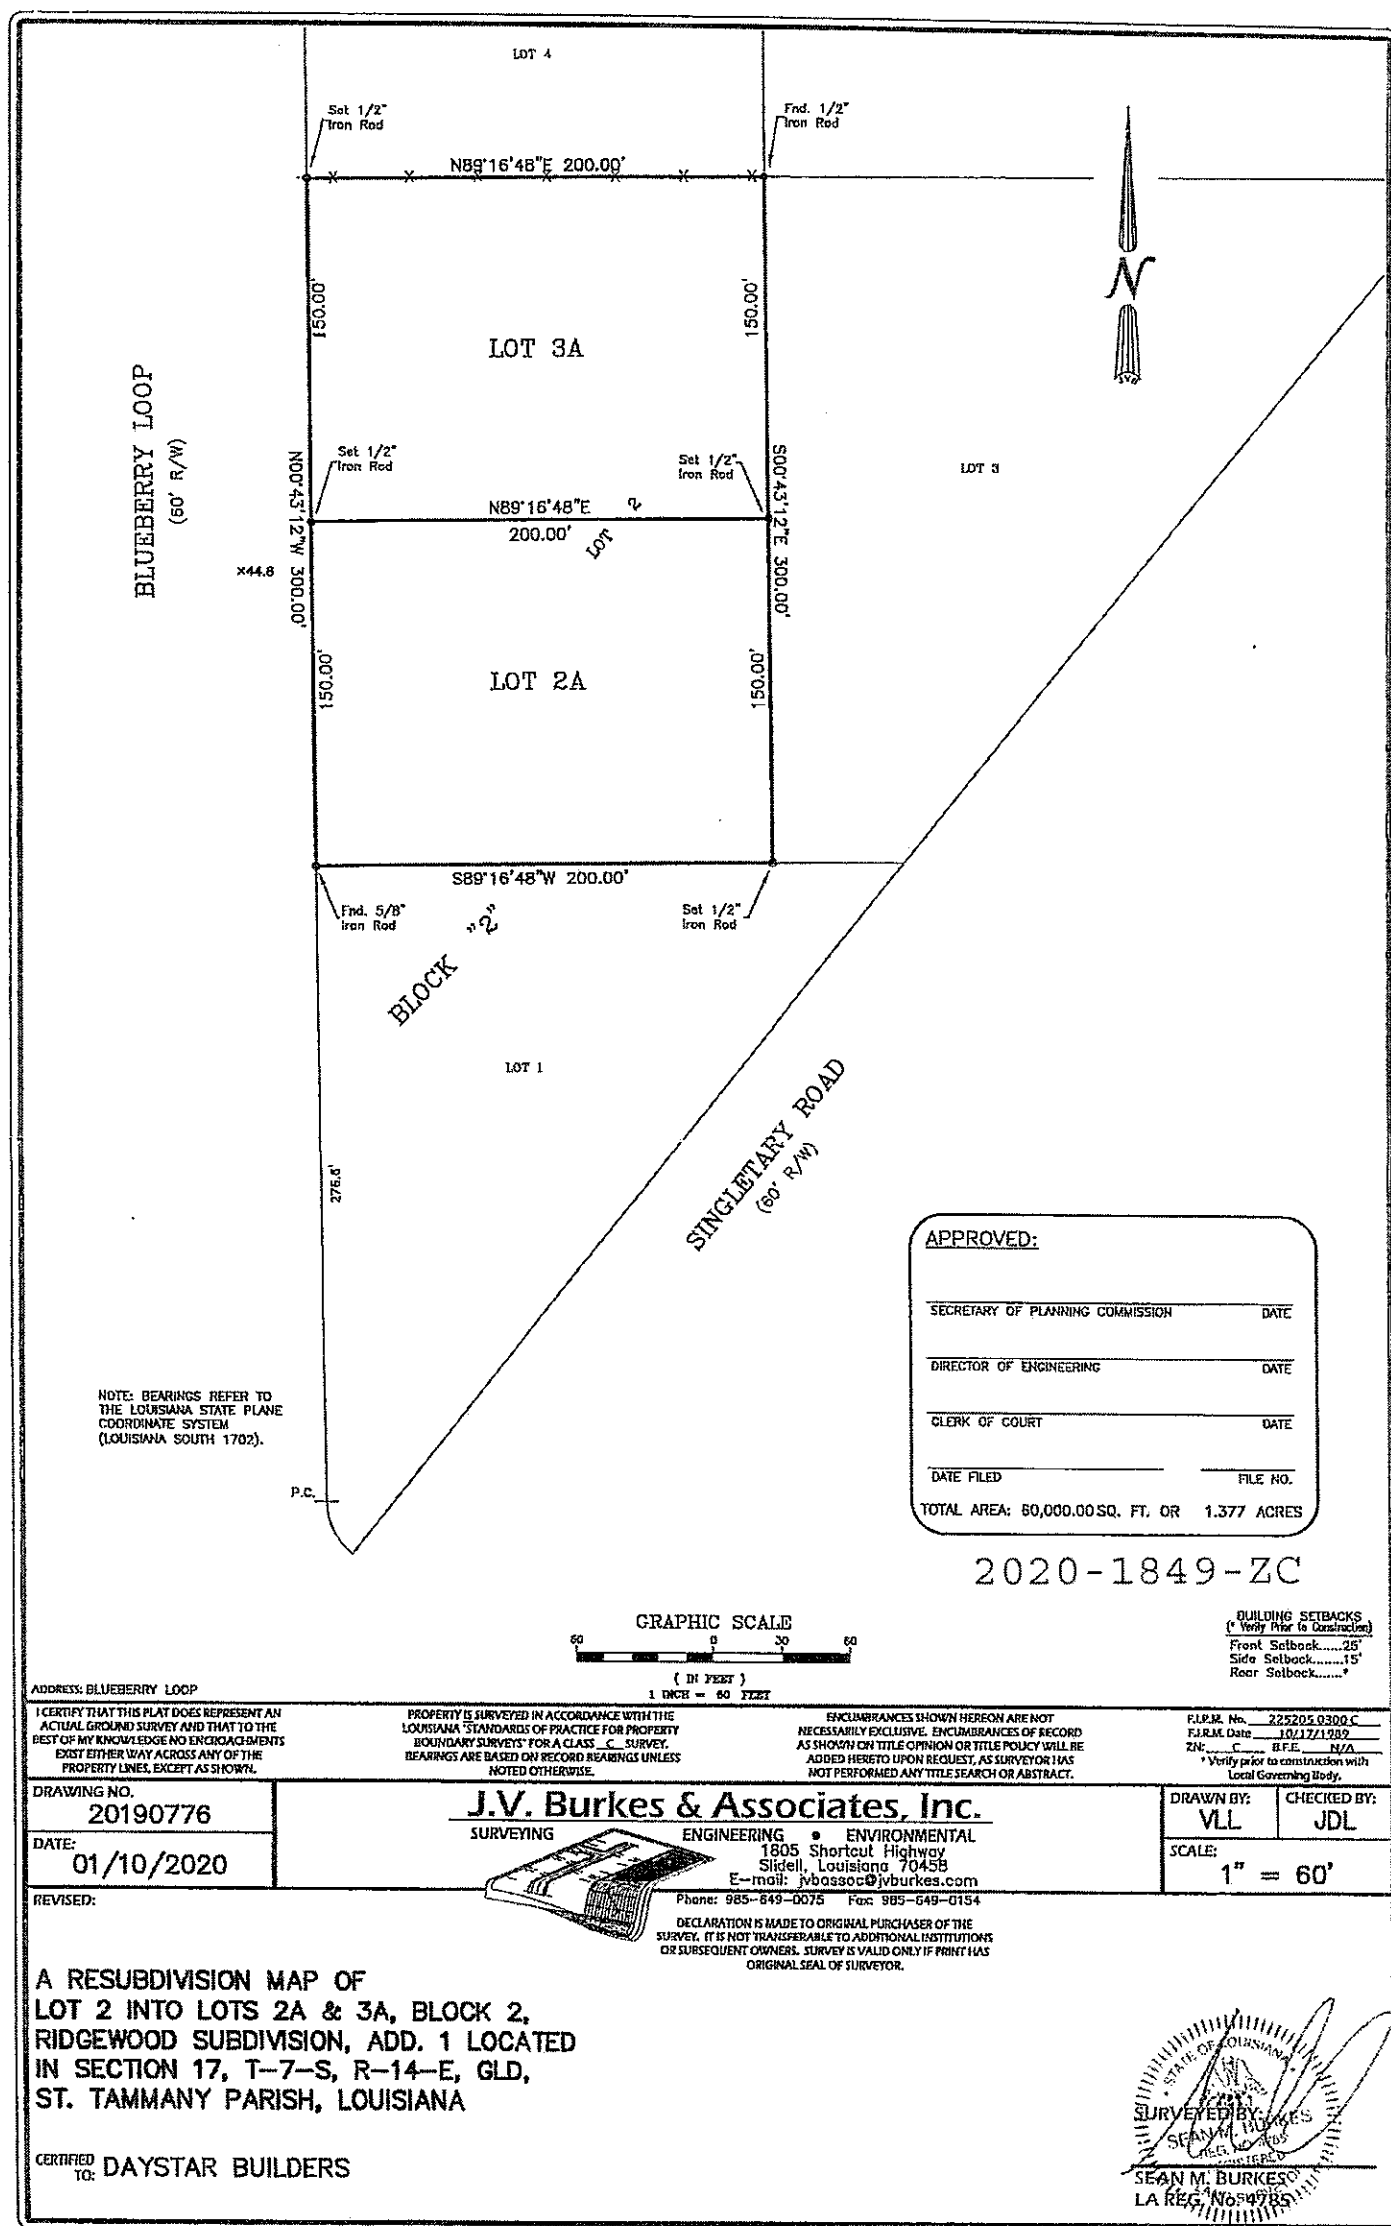 LOT 4
Set 1/2"
Iron Rod
Fnd. 1/2"
Iron Rod
N89°16'48"E 200.00'
150.00'
150.00'
LOT 3A
N
BLUEBERRY LOOP
(60' R/W)
Set 1/2"
Iron Rod
Set 1/2"
Iron Rod
LOT 3
N00°43'12"W 300.00'
S00°43'12"E 300.00'
N89°16'48"E
200.00'
LOT 2
×44.8
150.00'
150.00'
LOT 2A
S89°16'48"W 200.00'
Fnd. 5/8"
Iron Rod
Set 1/2"
Iron Rod
BLOCK "2"
LOT 1
SINGLETARY ROAD
(60' R/W)
NOTE: BEARINGS REFER TO
THE LOUISIANA STATE PLANE
COORDINATE SYSTEM
(LOUISIANA SOUTH 1702).
P.C.
APPROVED:
SECRETARY OF PLANNING COMMISSION DATE
DIRECTOR OF ENGINEERING DATE
CLERK OF COURT DATE
DATE FILED FILE NO.
TOTAL AREA: 60,000.00 SQ. FT. OR 1.377 ACRES
2020-1849-ZC
GRAPHIC SCALE
60 0 30 60
( IN FEET )
1 INCH = 60 FEET
BUILDING SETBACKS
(* Verify Prior to Construction)
Front Setback......25'
Side Setback........15'
Rear Setback.......*
ADDRESS: BLUEBERRY LOOP
I CERTIFY THAT THIS PLAT DOES REPRESENT AN
ACTUAL GROUND SURVEY AND THAT TO THE
BEST OF MY KNOWLEDGE NO ENCROACHMENTS
EXIST EITHER WAY ACROSS ANY OF THE
PROPERTY LINES, EXCEPT AS SHOWN.
PROPERTY IS SURVEYED IN ACCORDANCE WITH THE
LOUISIANA "STANDARDS OF PRACTICE FOR PROPERTY
BOUNDARY SURVEYS" FOR A CLASS C SURVEY.
BEARINGS ARE BASED ON RECORD BEARINGS UNLESS
NOTED OTHERWISE.
ENCUMBRANCES SHOWN HEREON ARE NOT
NECESSARILY EXCLUSIVE. ENCUMBRANCES OF RECORD
AS SHOWN ON TITLE OPINION OR TITLE POLICY WILL BE
ADDED HERETO UPON REQUEST, AS SURVEYOR HAS
NOT PERFORMED ANY TITLE SEARCH OR ABSTRACT.
F.I.R.M. No. 225205 0300 C
F.I.R.M. Date 10/17/1989
ZN: C B.F.E. N/A
* Verify prior to construction with
Local Governing Body.
DRAWING NO.
20190776
DATE:
01/10/2020
REVISED:
J.V. Burkes & Associates, Inc.
SURVEYING ENGINEERING • ENVIRONMENTAL
1805 Shortcut Highway
Slidell, Louisiana 70458
E-mail: jvbassoc@jvburkes.com
Phone: 985-649-0075 Fax: 985-649-0154
DRAWN BY:
VLL
CHECKED BY:
JDL
SCALE:
1" = 60'
DECLARATION IS MADE TO ORIGINAL PURCHASER OF THE
SURVEY. IT IS NOT TRANSFERABLE TO ADDITIONAL INSTITUTIONS
OR SUBSEQUENT OWNERS. SURVEY IS VALID ONLY IF PRINT HAS
ORIGINAL SEAL OF SURVEYOR.
A RESUBDIVISION MAP OF
LOT 2 INTO LOTS 2A & 3A, BLOCK 2,
RIDGEWOOD SUBDIVISION, ADD. 1 LOCATED
IN SECTION 17, T-7-S, R-14-E, GLD,
ST. TAMMANY PARISH, LOUISIANA
CERTIFIED TO: DAYSTAR BUILDERS
STATE OF LOUISIANA
SURVEYED BY:
SEAN M. BURKES
SEAN M. BURKES
LA REG. No. 4785